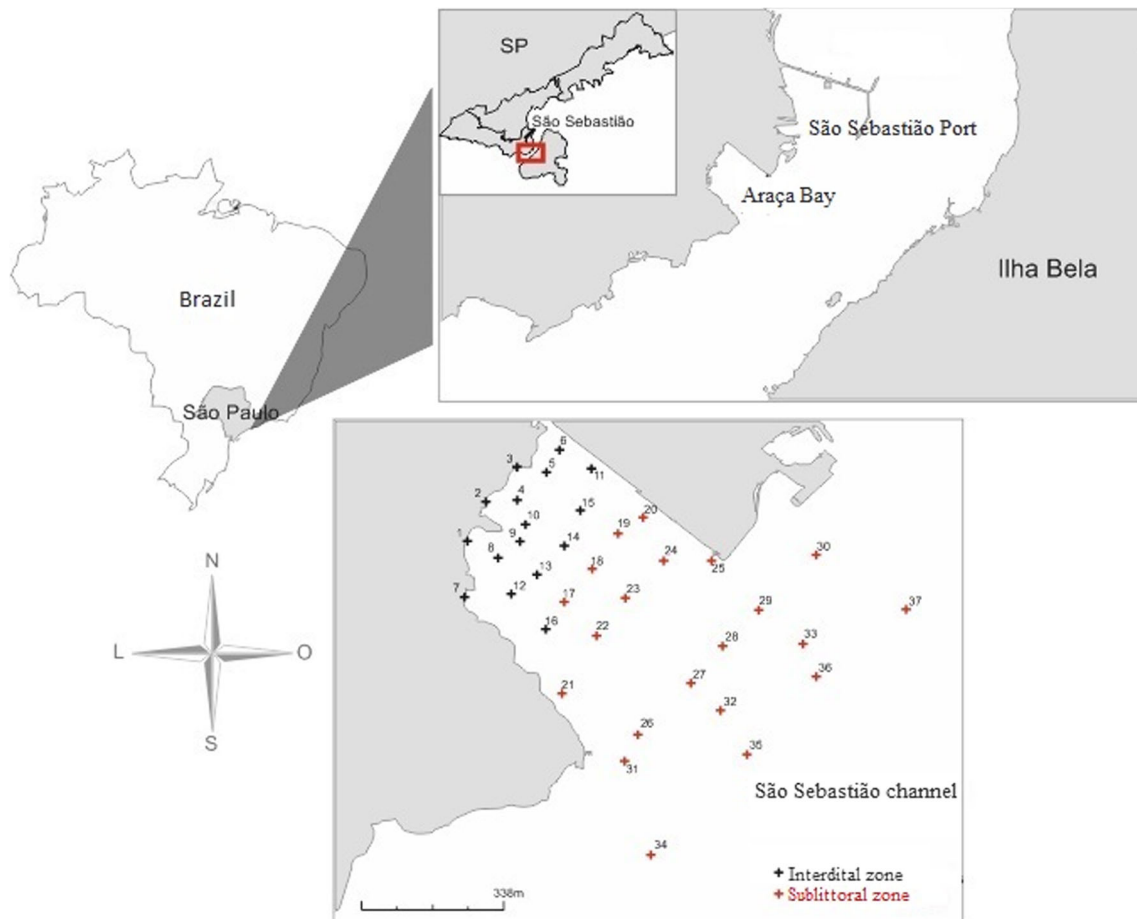 SP
São Sebastião
São Sebastião Port
Araça Bay
Ilha Bela
Brazil
São Paulo
6
3
5
11
2
4
15
20
10
19
1
9
14
8
24
30
25
18
13
7
12
17
23
29
37
16
22
28
33
36
27
21
32
26
35
31
34
N
L
O
S
São Sebastião channel
Interdital zone
Sublittoral zone
338m